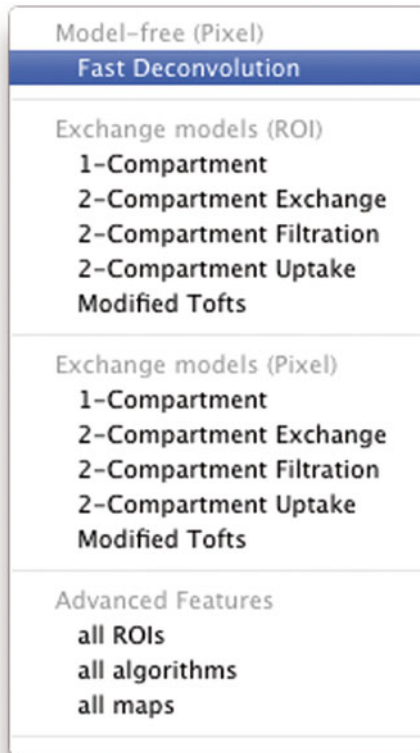 Model-free (Pixel)
Fast Deconvolution
Exchange models (ROI)
1-Compartment
2-Compartment Exchange
2-Compartment Filtration
2-Compartment Uptake
Modified Tofts
Exchange models (Pixel)
1-Compartment
2-Compartment Exchange
2-Compartment Filtration
2-Compartment Uptake
Modified Tofts
Advanced Features
all ROIs
all algorithms
all maps